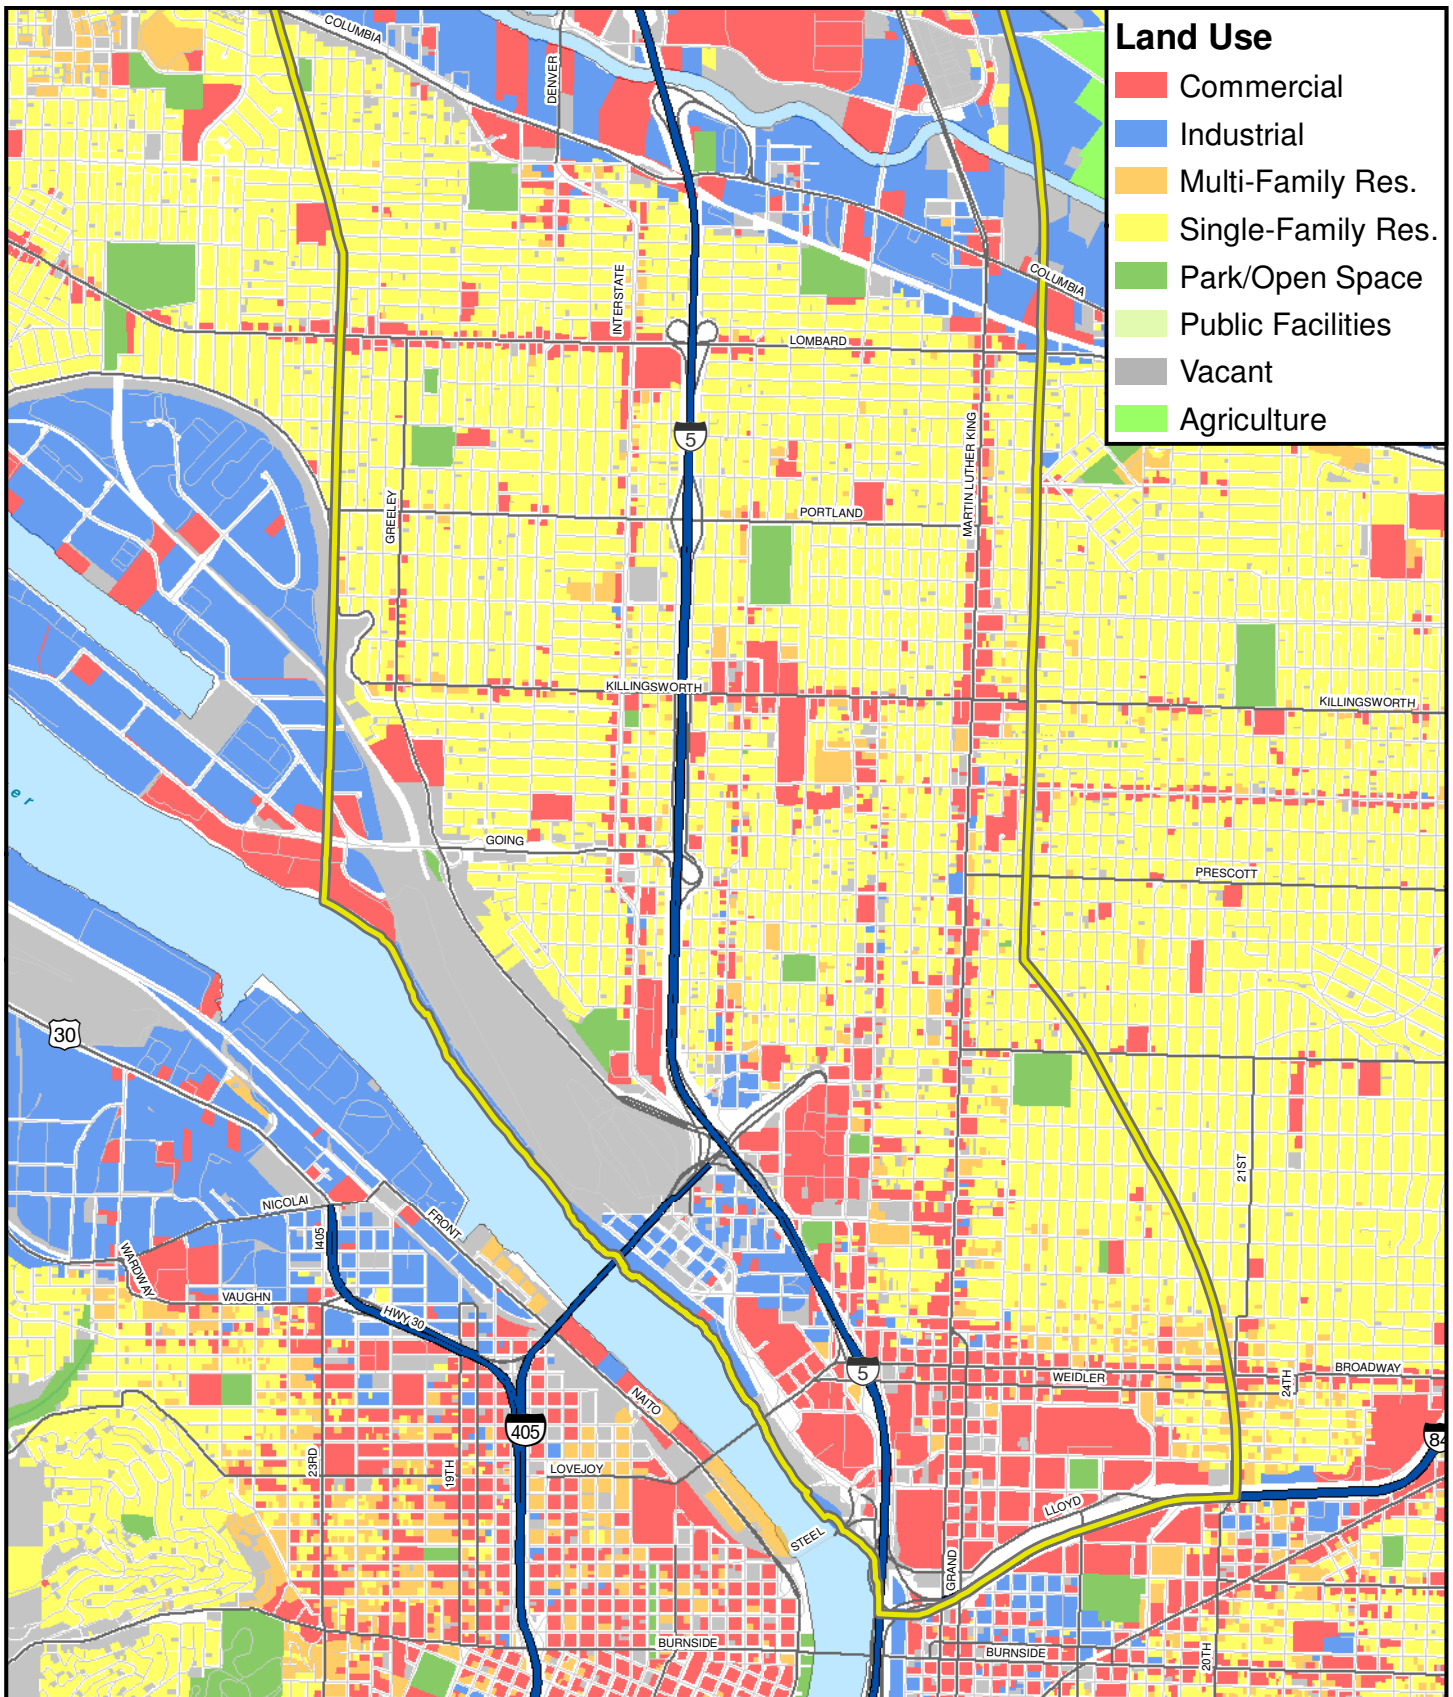 Land Use
Commercial
Industrial
Multi-Family Res.
Single-Family Res.
Park/Open Space
Public Facilities
Vacant
Agriculture
COLUMBIA
DENVER
INTERSTATE
COLUMBIA
LOMBARD
5
MARTIN LUTHER KING
GREELEY
PORTLAND
KILLINGSWORTH
KILLINGSWORTH
er
GOING
PRESCOTT
30
21ST
NICOLAI
I405
FRONT
WARDWAY
VAUGHN
HWY 30
5
BROADWAY
WEIDLER
24TH
NAITO
405
84
23RD
19TH
LOVEJOY
LLOYD
STEEL
GRAND
BURNSIDE
BURNSIDE
20TH